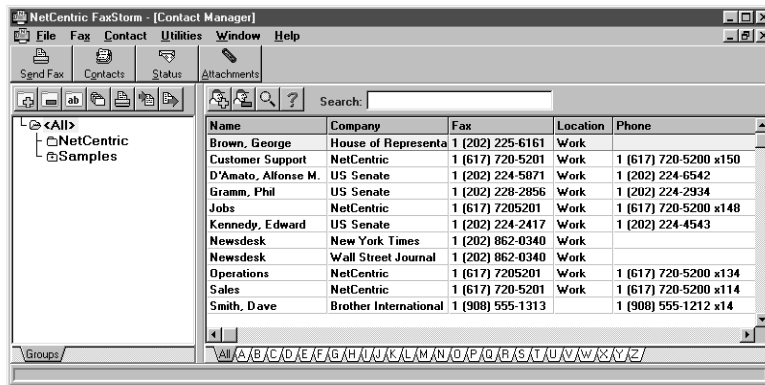 NetCentric FaxStorm - [Contact Manager]
File Fax Contact Utilities Window Help
Send Fax Contacts Status Attachments
ab ? Search:
<All>
NetCentric
Samples
Name Company Fax Location Phone
Brown, George House of Representa 1 (202) 225-6161 Work
Customer Support NetCentric 1 (617) 720-5201 Work 1 (617) 720-5200 x150
D'Amato, Alfonse M. US Senate 1 (202) 224-5871 Work 1 (202) 224-6542
Gramm, Phil US Senate 1 (202) 228-2856 Work 1 (202) 224-2934
Jobs NetCentric 1 (617) 7205201 Work 1 (617) 720-5200 x148
Kennedy, Edward US Senate 1 (202) 224-2417 Work 1 (202) 224-4543
Newsdesk New York Times 1 (202) 862-0340 Work
Newsdesk Wall Street Journal 1 (202) 862-0340 Work
Operations NetCentric 1 (617) 7205201 Work 1 (617) 720-5200 x134
Sales NetCentric 1 (617) 720-5201 Work 1 (617) 720-5200 x114
Smith, Dave Brother International 1 (908) 555-1313 1 (908) 555-1212 x14
Groups All A B C D E F G H I J K L M N O P Q R S T U V W X Y Z